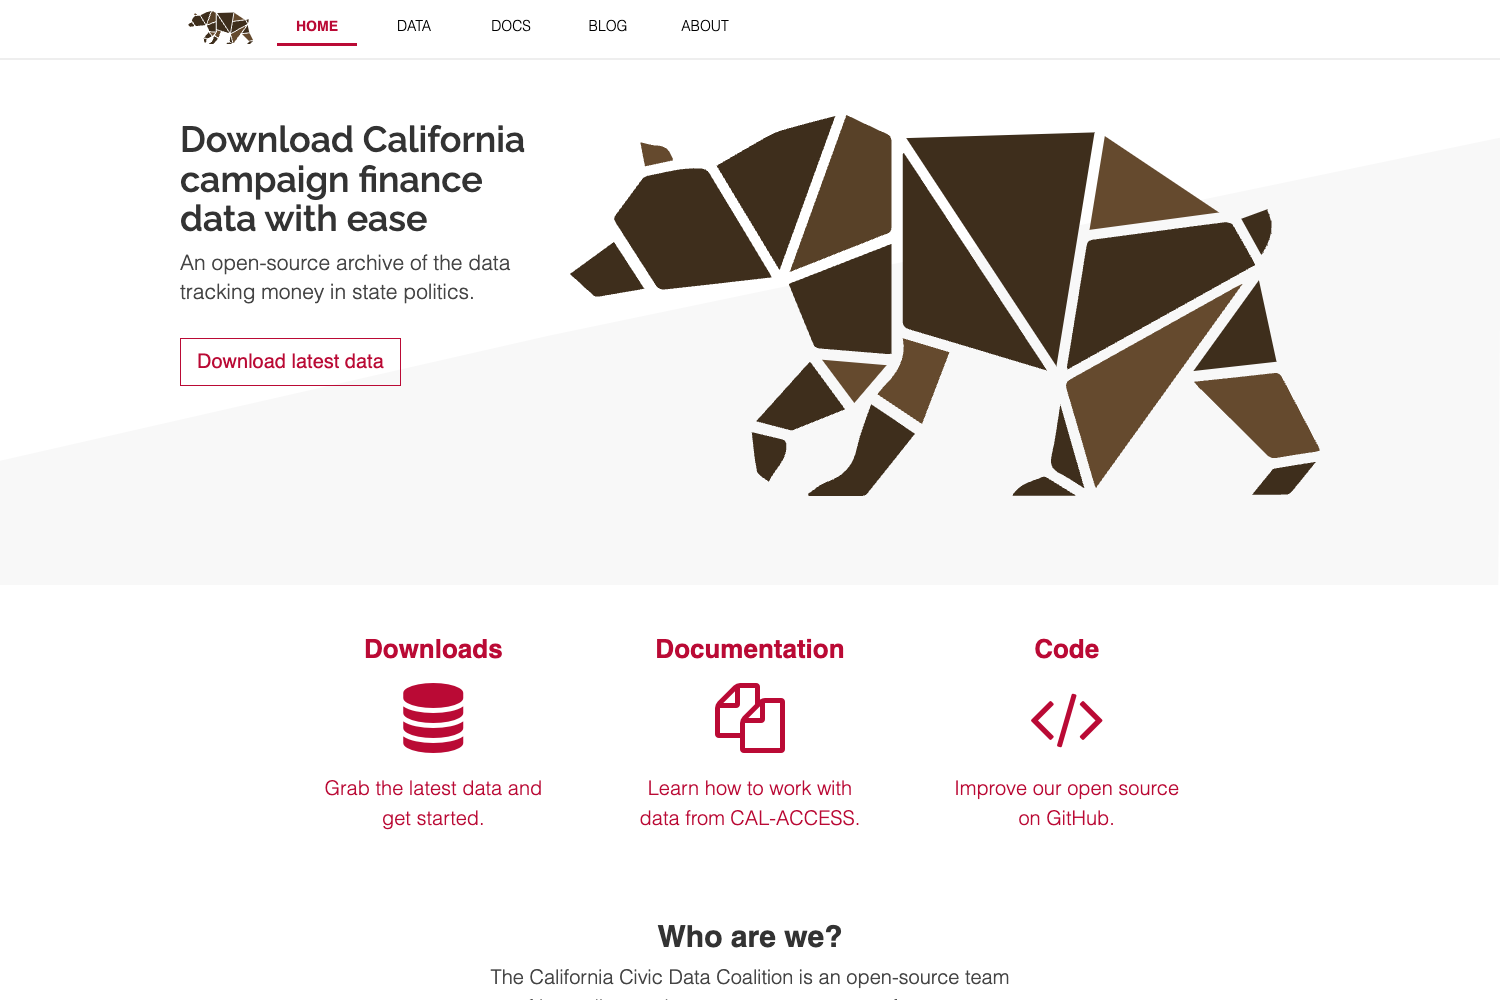 HOME DATA DOCS BLOG ABOUT
Download California
campaign finance
data with ease
An open-source archive of the data
tracking money in state politics.
Download latest data
Downloads
Grab the latest data and
get started.
Documentation
Learn how to work with
data from CAL-ACCESS.
Code
Improve our open source
on GitHub.
Who are we?
The California Civic Data Coalition is an open-source team